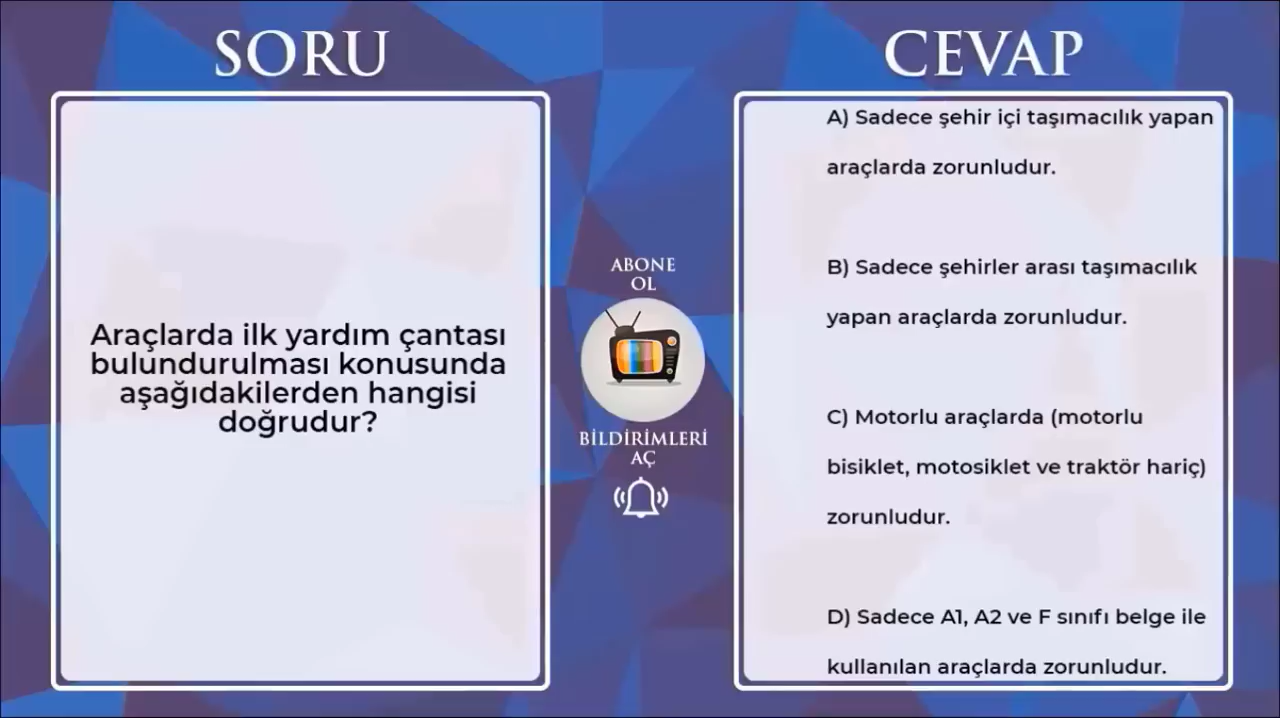 SORU
Araçlarda ilk yardım çantası
bulundurulması konusunda
aşağıdakilerden hangisi
doğrudur?
ABONE
OL
BİLDİRİMLERİ
AÇ
CEVAP
A) Sadece şehir içi taşımacılık yapan
araçlarda zorunludur.
B) Sadece şehirler arası taşımacılık
yapan araçlarda zorunludur.
C) Motorlu araçlarda (motorlu
bisiklet, motosiklet ve traktör hariç)
zorunludur.
D) Sadece A1, A2 ve F sınıfı belge ile
kullanılan araçlarda zorunludur.